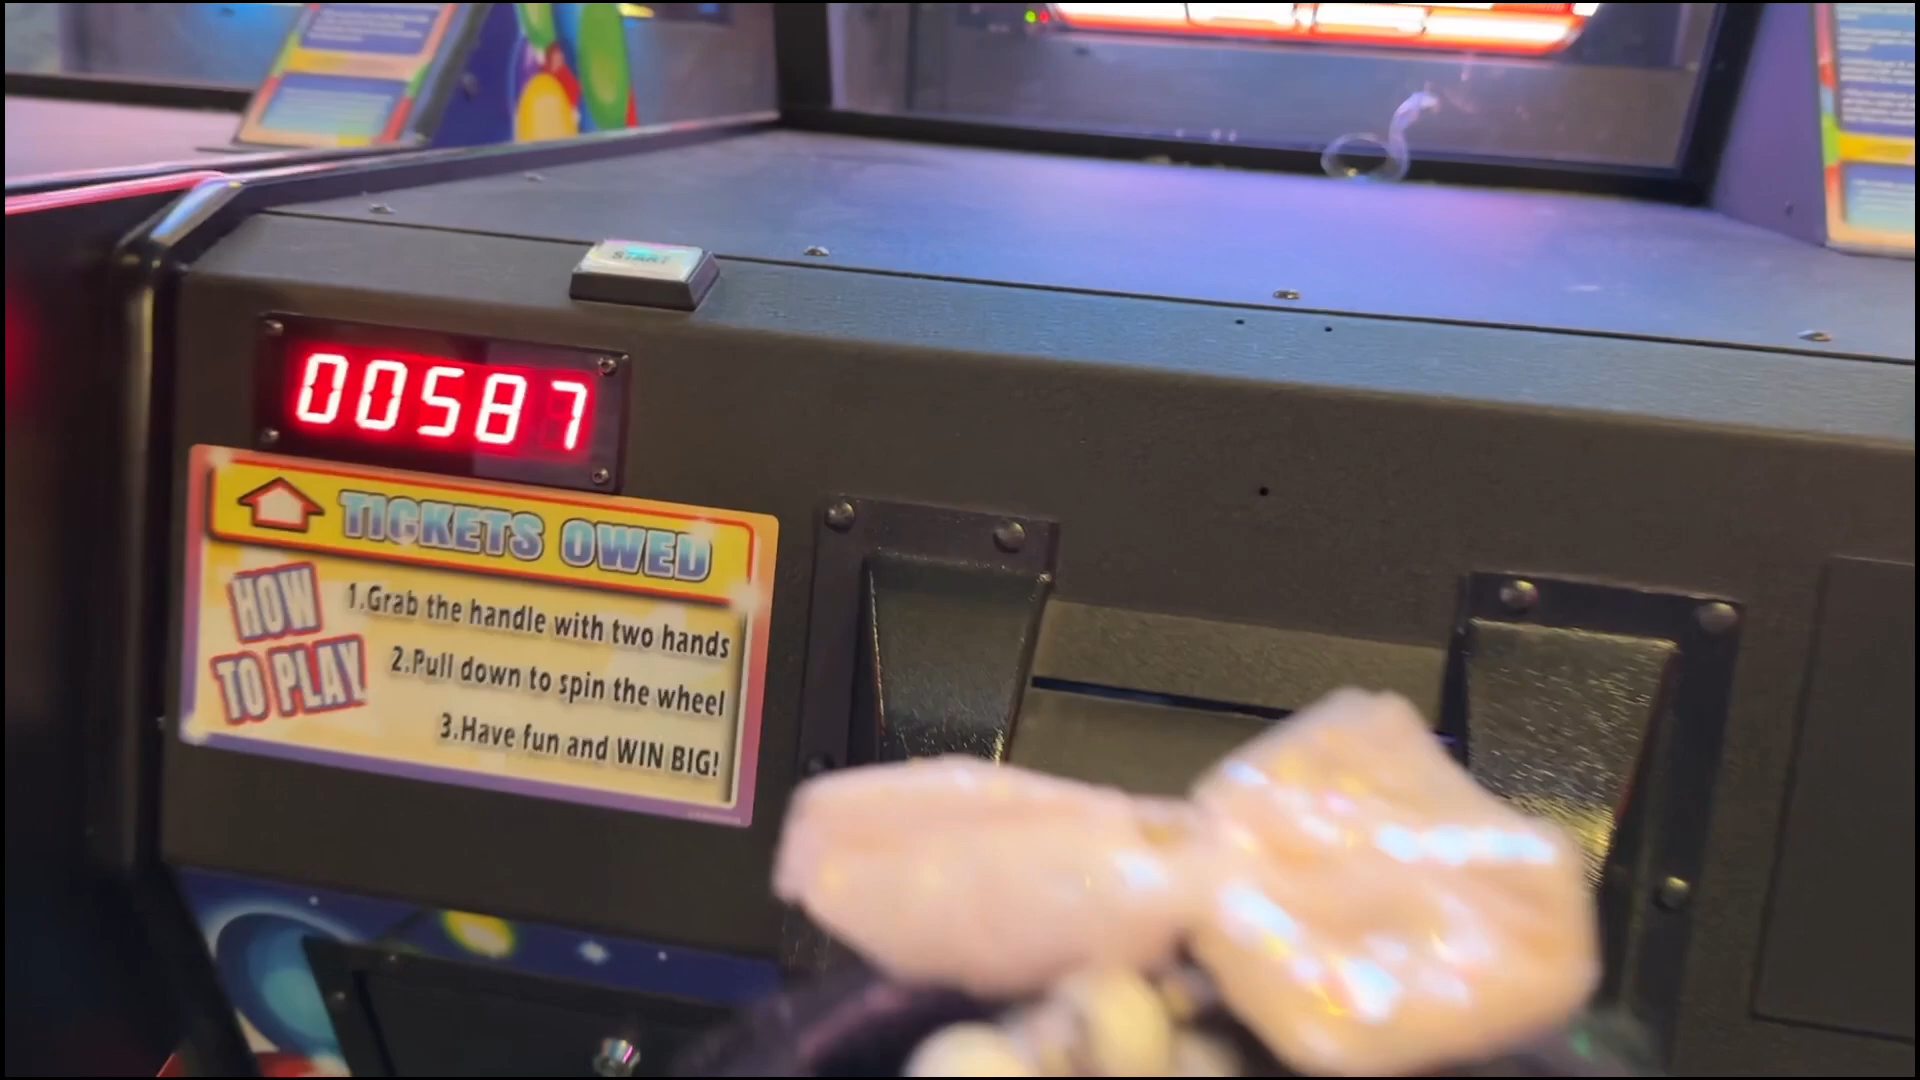 START
00587
TICKETS OWED
HOW
TO PLAY
1.Grab the handle with two hands
2.Pull down to spin the wheel
3.Have fun and WIN BIG!